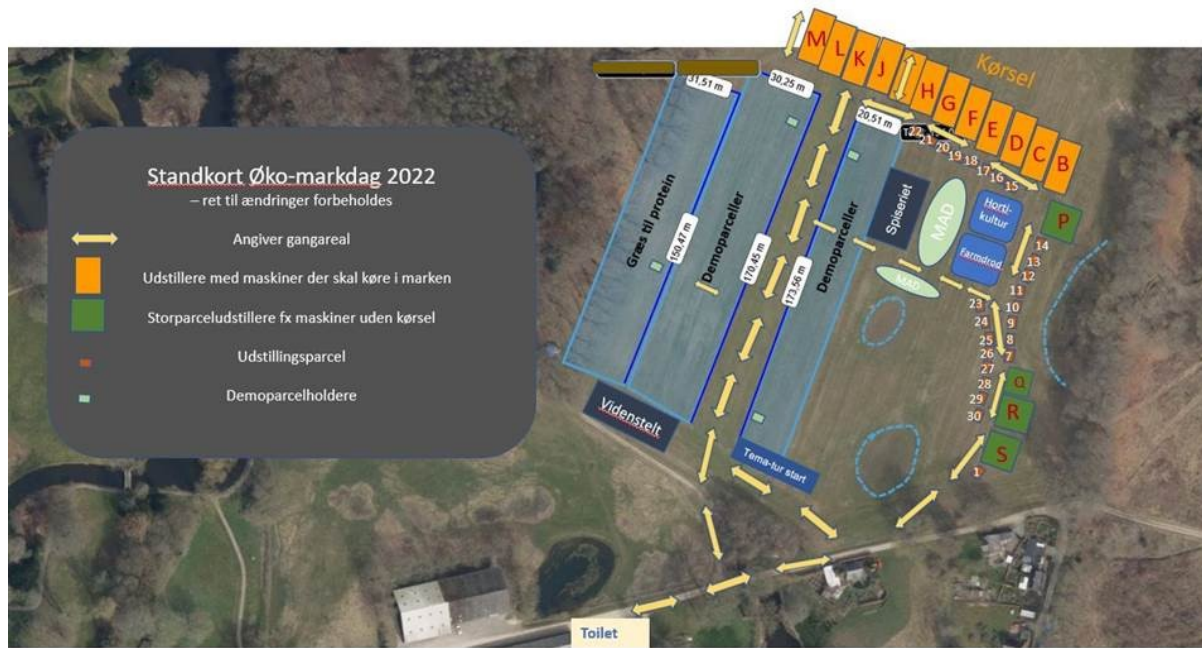 Standkort Øko-markdag 2022
– ret til ændringer forbeholdes
Angiver gangareal
Udstillere med maskiner der skal køre i marken
Storparceludstillere fx maskiner uden kørsel
Udstillingsparcel
Demoparcelholdere
M
L
K
J
H
G
F
E
D
C
B
Kørsel
31,51 m
30,25 m
20,51 m
Græs til protein
150,47 m
Demoparceller
170,45 m
173,56 m
Demoparceller
Spiseriet
MAD
MAD
Horti-
kultur
Farmdrod
22
21
20
19
18
17
16
15
P
14
13
12
11
10
9
8
7
23
24
25
26
27
28
29
30
Q
R
S
1
Videnstelt
Tema-tur start
Toilet